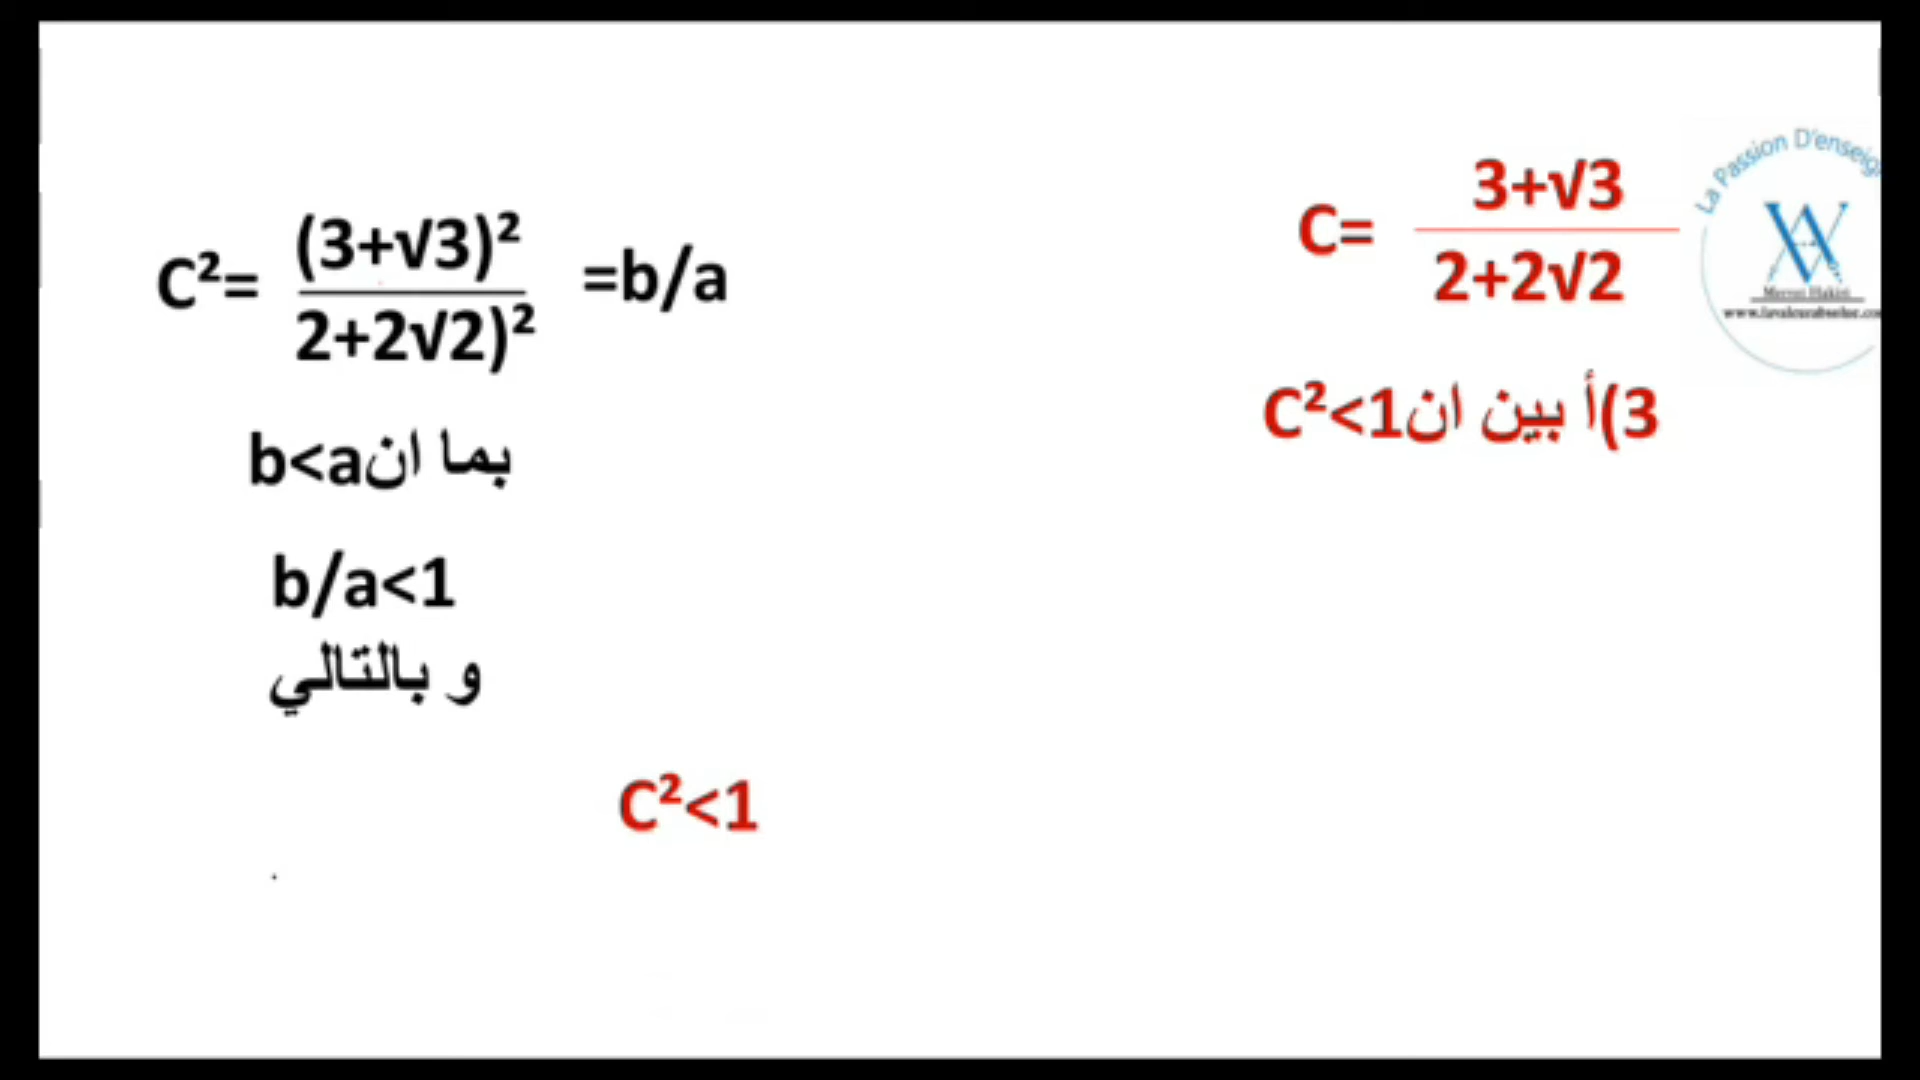 C= 3+√3
2+2√2
3)أ بين ان C²<1
C²= (3+√3)² =b/a
2+2√2)²
بما ان b<a
b/a<1
و بالتالي
C²<1
La Passion D'enseig